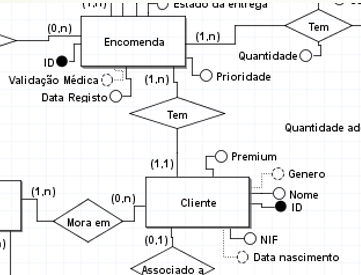 (1,n)
Estado da entrega
(0,n)
Encomenda
(1,n)
Tem
ID
Quantidade
Validação Médica
(1,n)
Prioridade
Data Registo
Tem
Quantidade ad
(1,1)
Premium
Genero
(1,n)
(0,n)
Nome
Cliente
ID
Mora em
(0,1)
NIF
Data nascimento
Associado a